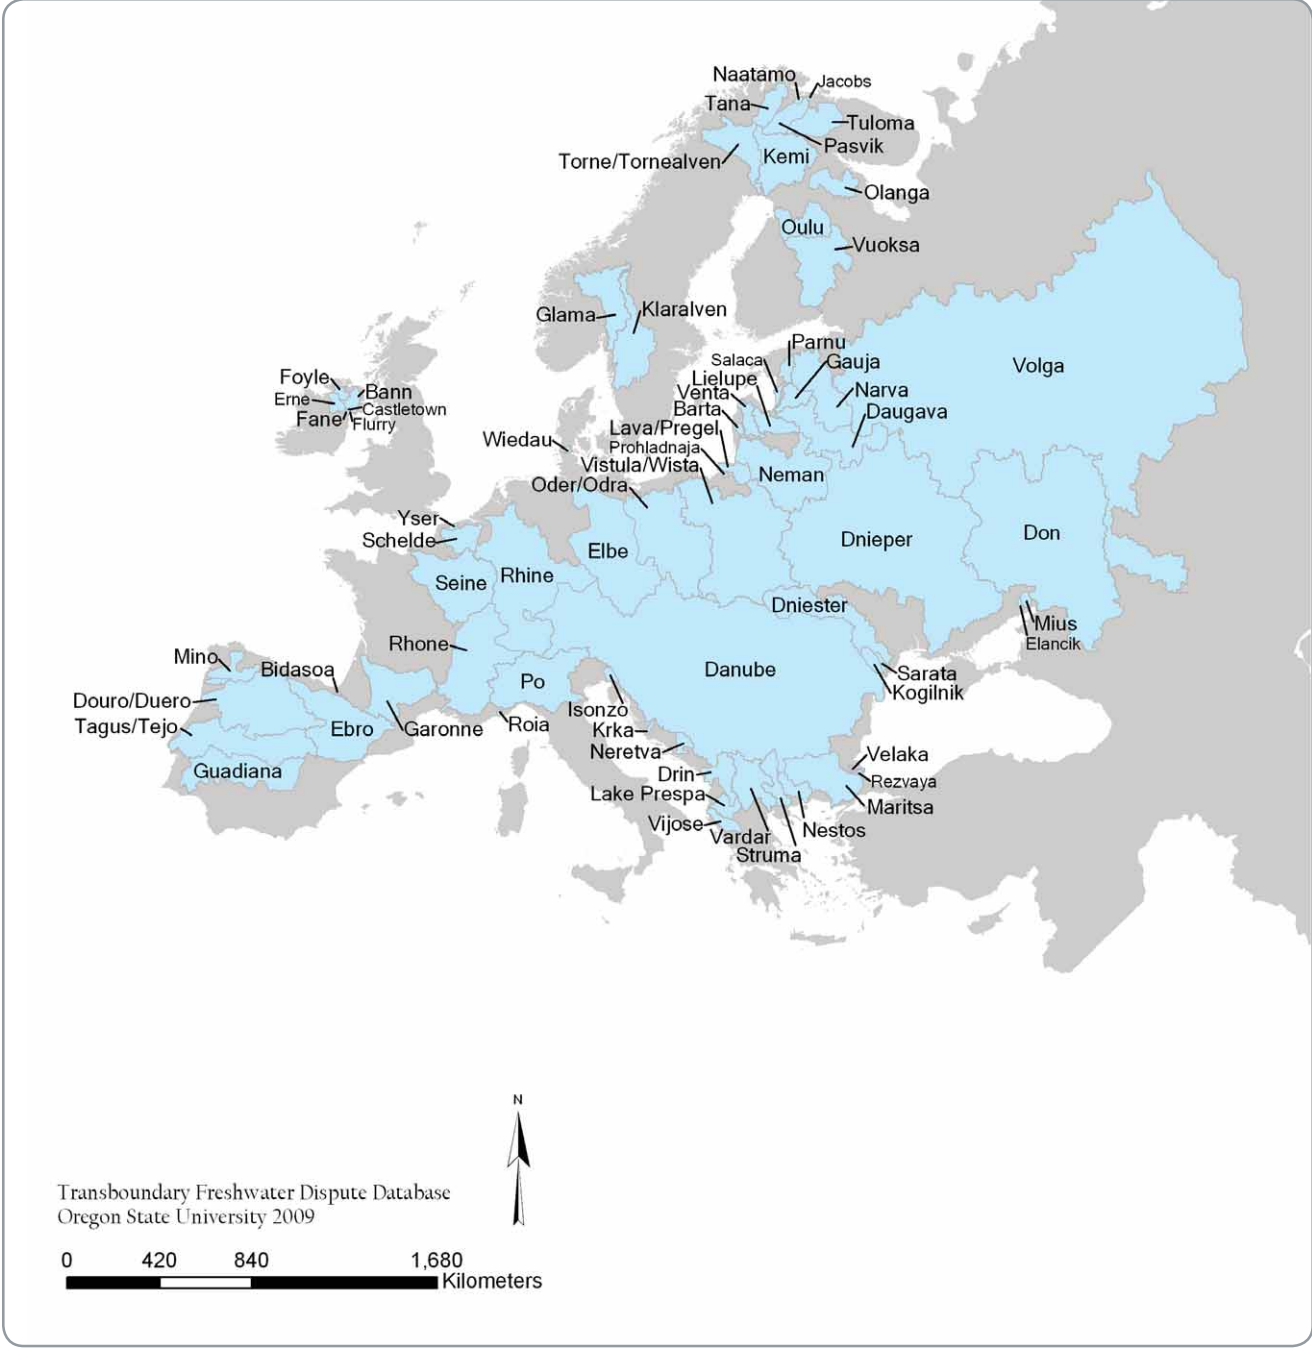 Naatamo
Jacobs
Tana
Tuloma
Pasvik
Torne/Tornealven
Kemi
Olanga
Oulu
Vuoksa
Glama
Klaralven
Parnu
Salaca
Gauja
Volga
Foyle
Lielupe
Bann
Venta
Narva
Erne
Castletown
Barta
Daugava
Fane
Flurry
Lava/Pregel
Wiedau
Prohladnaja
Vistula/Wista
Neman
Oder/Odra
Yser
Schelde
Dnieper
Don
Elbe
Seine
Rhine
Dniester
Mius
Elancik
Rhone
Mino
Bidasoa
Danube
Sarata
Po
Kogilnik
Douro/Duero
Isonzo
Tagus/Tejo
Ebro
Garonne
Roia
Krka
Neretva
Velaka
Guadiana
Drin
Rezvaya
Lake Prespa
Maritsa
Vijose
Vardar
Nestos
Struma
N
Transboundary Freshwater Dispute Database
Oregon State University 2009
0 420 840 1,680
Kilometers